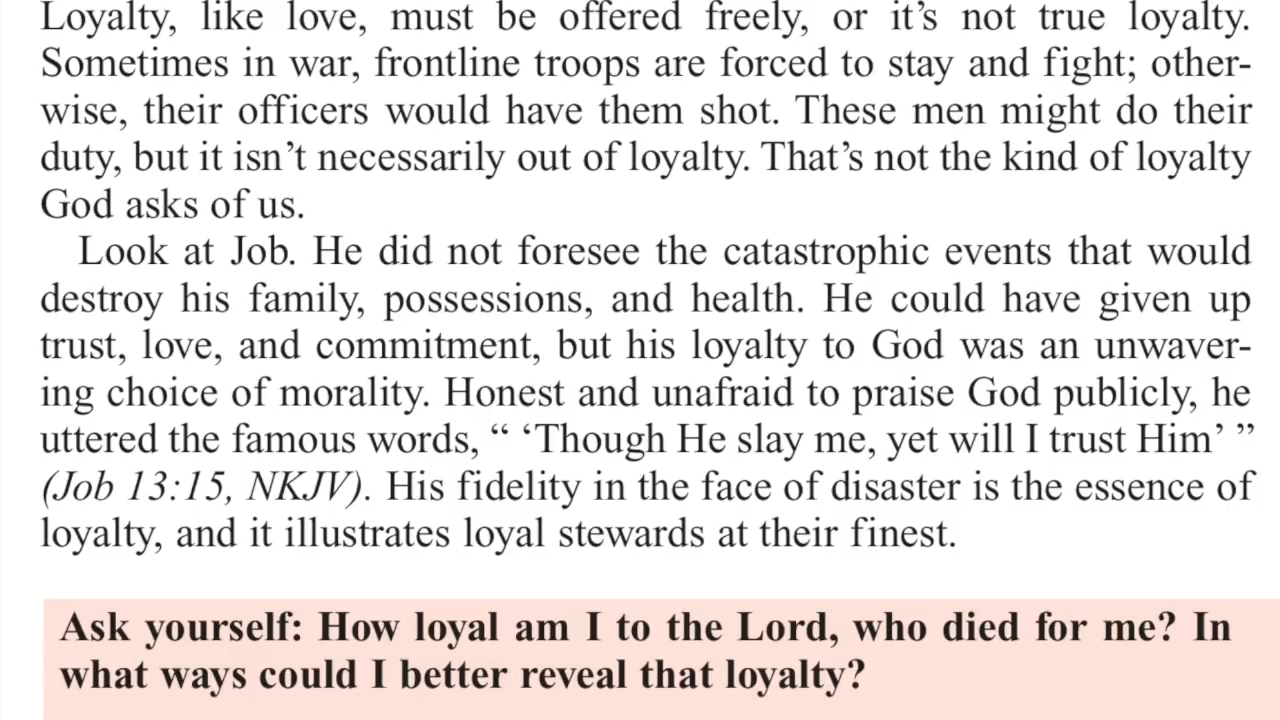 Loyalty, like love, must be offered freely, or it’s not true loyalty.
Sometimes in war, frontline troops are forced to stay and fight; other-
wise, their officers would have them shot. These men might do their
duty, but it isn’t necessarily out of loyalty. That’s not the kind of loyalty
God asks of us.
Look at Job. He did not foresee the catastrophic events that would
destroy his family, possessions, and health. He could have given up
trust, love, and commitment, but his loyalty to God was an unwaver-
ing choice of morality. Honest and unafraid to praise God publicly, he
uttered the famous words, “ ‘Though He slay me, yet will I trust Him’ ”
(Job 13:15, NKJV). His fidelity in the face of disaster is the essence of
loyalty, and it illustrates loyal stewards at their finest.
Ask yourself: How loyal am I to the Lord, who died for me? In
what ways could I better reveal that loyalty?